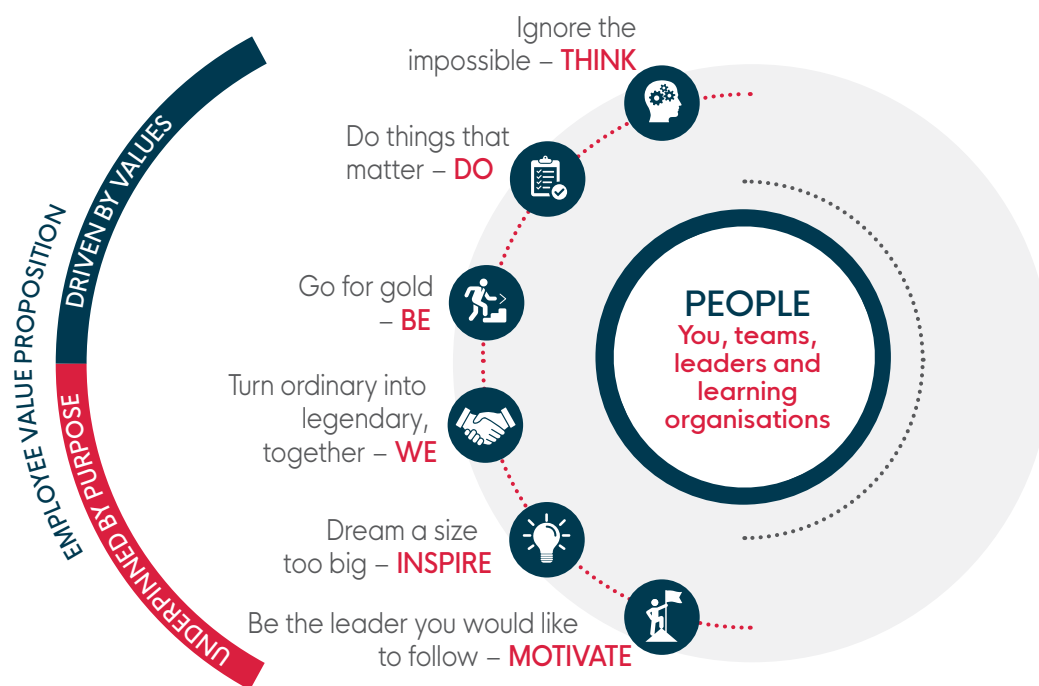 EMPLOYEE VALUE PROPOSITION
DRIVEN BY VALUES
UNDERPINNED BY PURPOSE
Ignore the
impossible – THINK
Do things that
matter – DO
Go for gold
– BE
Turn ordinary into
legendary,
together – WE
Dream a size
too big – INSPIRE
Be the leader you would like
to follow – MOTIVATE
PEOPLE
You, teams,
leaders and
learning
organisations